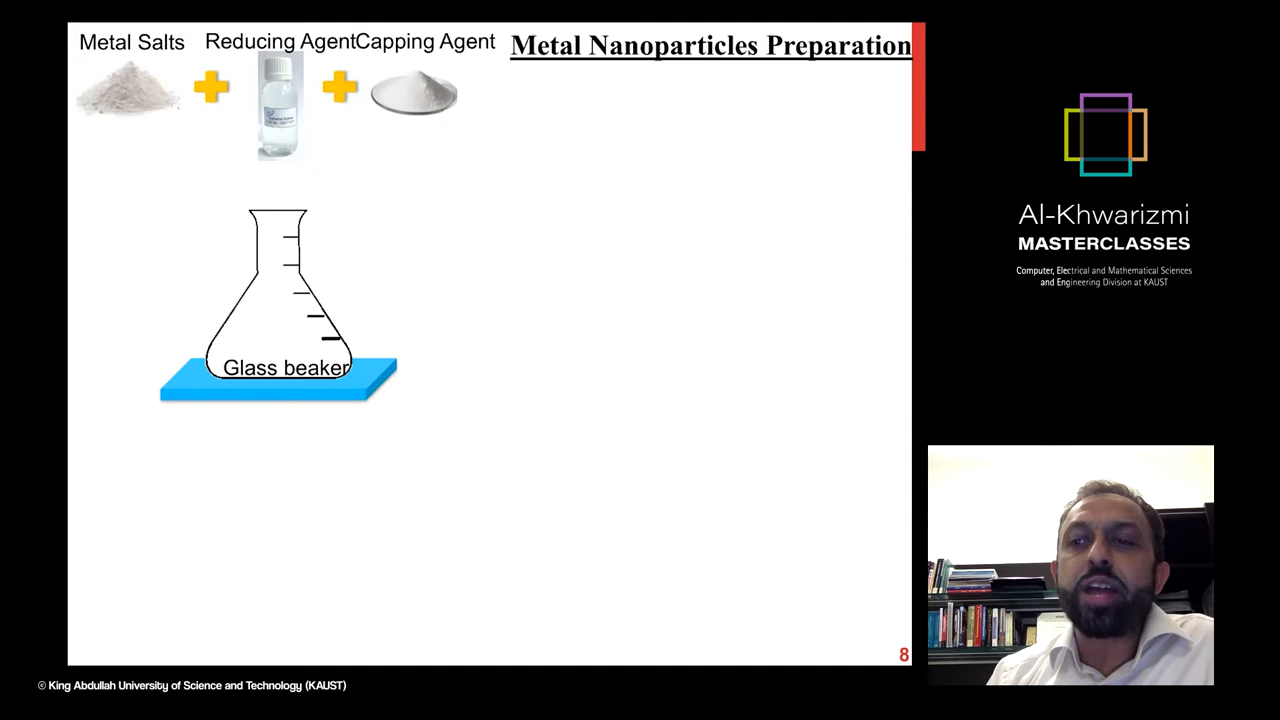 Metal Salts
Reducing Agent
Capping Agent
Metal Nanoparticles Preparation
Glass beaker
8
Al-Khwarizmi
MASTERCLASSES
Computer, Electrical and Mathematical Sciences
and Engineering Division at KAUST
© King Abdullah University of Science and Technology (KAUST)